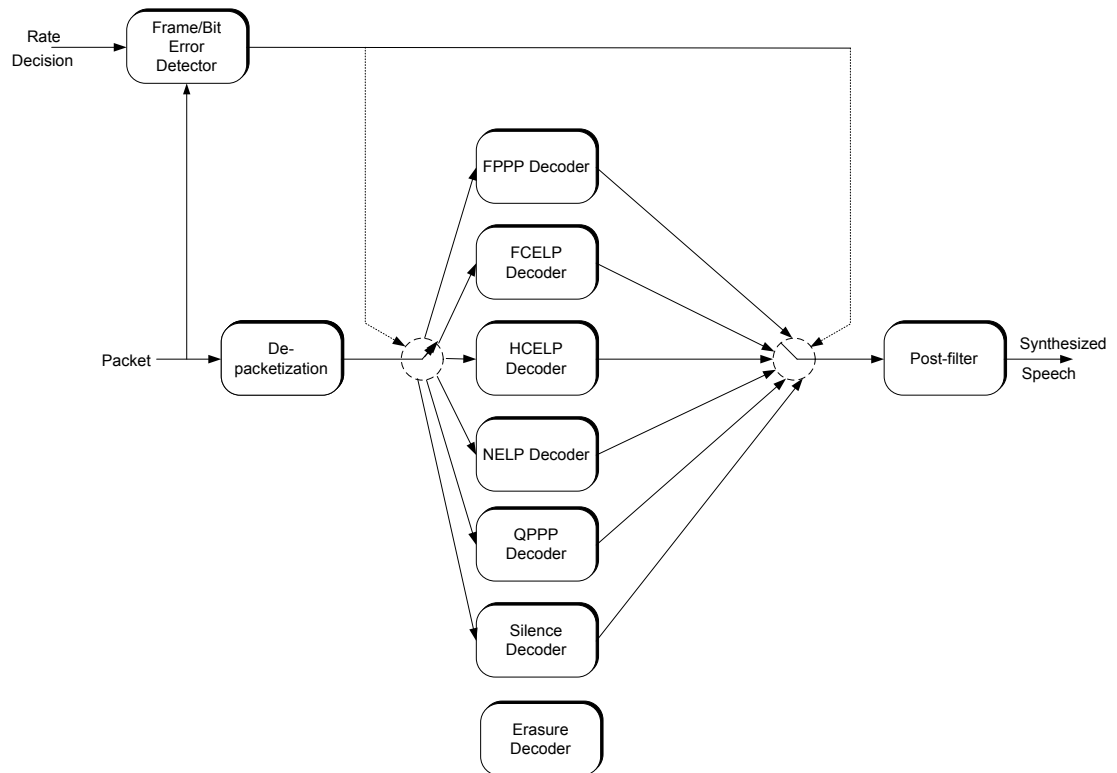 Rate
Decision
Frame/Bit
Error
Detector
FPPP Decoder
FCELP
Decoder
Packet
De-
packetization
HCELP
Decoder
Post-filter
Synthesized
Speech
NELP Decoder
QPPP
Decoder
Silence
Decoder
Erasure
Decoder